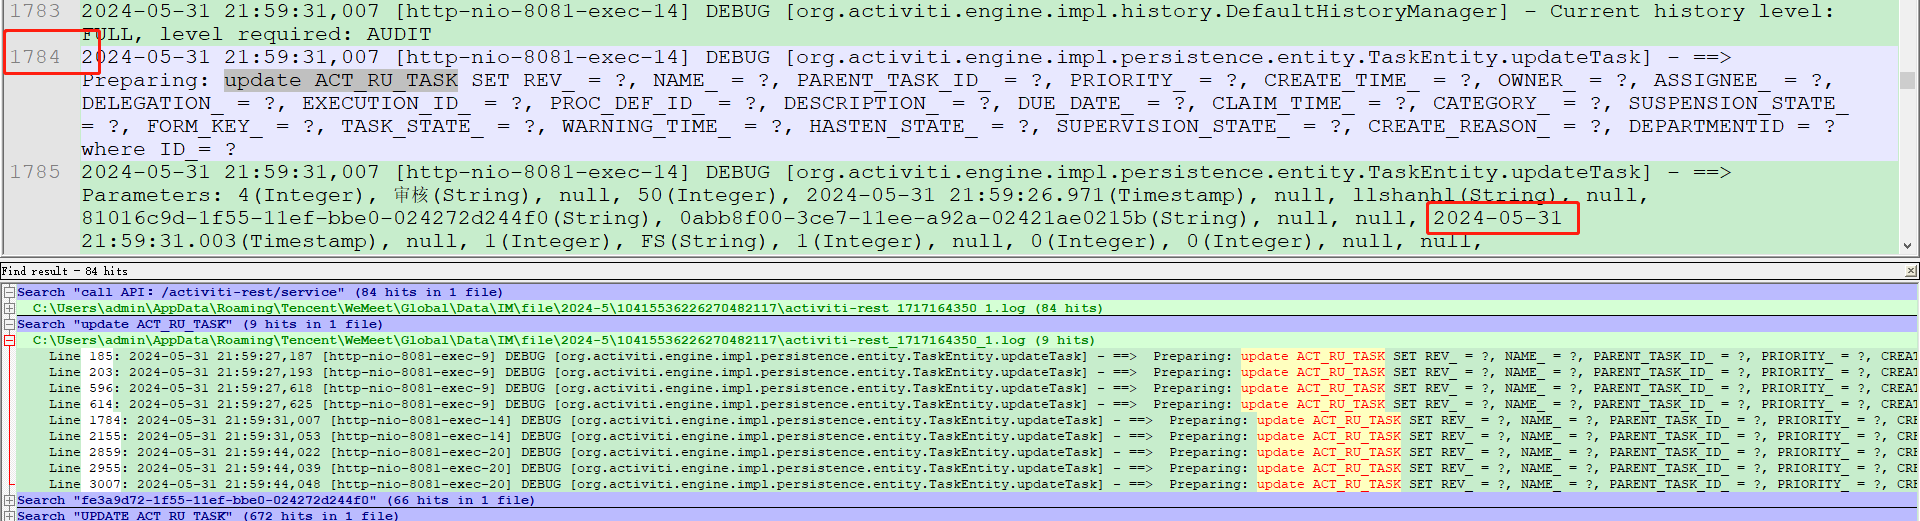 1783 2024-05-31 21:59:31,007 [http-nio-8081-exec-14] DEBUG [org.activiti.engine.impl.history.DefaultHistoryManager] - Current history level:
FULL, level required: AUDIT
1784 2024-05-31 21:59:31,007 [http-nio-8081-exec-14] DEBUG [org.activiti.engine.impl.persistence.entity.TaskEntity.updateTask] - ==>
Preparing: update ACT_RU_TASK SET REV_ = ?, NAME_ = ?, PARENT_TASK_ID_ = ?, PRIORITY_ = ?, CREATE_TIME_ = ?, OWNER_ = ?, ASSIGNEE_ = ?,
DELEGATION_ = ?, EXECUTION_ID_ = ?, PROC_DEF_ID_ = ?, DESCRIPTION_ = ?, DUE_DATE_ = ?, CLAIM_TIME_ = ?, CATEGORY_ = ?, SUSPENSION_STATE_
= ?, FORM_KEY_ = ?, TASK_STATE_ = ?, WARNING_TIME_ = ?, HASTEN_STATE_ = ?, SUPERVISION_STATE_ = ?, CREATE_REASON_ = ?, DEPARTMENTID = ?
where ID_= ?
1785 2024-05-31 21:59:31,007 [http-nio-8081-exec-14] DEBUG [org.activiti.engine.impl.persistence.entity.TaskEntity.updateTask] - ==>
Parameters: 4(Integer), 审核(String), null, 50(Integer), 2024-05-31 21:59:26.971(Timestamp), null, llshanhl(String), null,
81016c9d-1f55-11ef-bbe0-024272d244f0(String), 0abb8f00-3ce7-11ee-a92a-02421ae0215b(String), null, null, 2024-05-31
21:59:31.003(Timestamp), null, 1(Integer), FS(String), 1(Integer), null, 0(Integer), 0(Integer), null, null,
Find result - 84 hits
Search "call API: /activiti-rest/service" (84 hits in 1 file)
C:\Users\admin\AppData\Roaming\Tencent\WeMeet\Global\Data\IM\file\2024-5\10415536226270482117\activiti-rest_1717164350_1.log (84 hits)
Search "update ACT_RU_TASK" (9 hits in 1 file)
C:\Users\admin\AppData\Roaming\Tencent\WeMeet\Global\Data\IM\file\2024-5\10415536226270482117\activiti-rest_1717164350_1.log (9 hits)
Line 185: 2024-05-31 21:59:27,187 [http-nio-8081-exec-9] DEBUG [org.activiti.engine.impl.persistence.entity.TaskEntity.updateTask] - ==> Preparing: update ACT_RU_TASK SET REV_ = ?, NAME_ = ?, PARENT_TASK_ID_ = ?, PRIORITY_ = ?, CREAT
Line 203: 2024-05-31 21:59:27,193 [http-nio-8081-exec-9] DEBUG [org.activiti.engine.impl.persistence.entity.TaskEntity.updateTask] - ==> Preparing: update ACT_RU_TASK SET REV_ = ?, NAME_ = ?, PARENT_TASK_ID_ = ?, PRIORITY_ = ?, CREAT
Line 596: 2024-05-31 21:59:27,618 [http-nio-8081-exec-9] DEBUG [org.activiti.engine.impl.persistence.entity.TaskEntity.updateTask] - ==> Preparing: update ACT_RU_TASK SET REV_ = ?, NAME_ = ?, PARENT_TASK_ID_ = ?, PRIORITY_ = ?, CREAT
Line 614: 2024-05-31 21:59:27,625 [http-nio-8081-exec-9] DEBUG [org.activiti.engine.impl.persistence.entity.TaskEntity.updateTask] - ==> Preparing: update ACT_RU_TASK SET REV_ = ?, NAME_ = ?, PARENT_TASK_ID_ = ?, PRIORITY_ = ?, CREAT
Line 1784: 2024-05-31 21:59:31,007 [http-nio-8081-exec-14] DEBUG [org.activiti.engine.impl.persistence.entity.TaskEntity.updateTask] - ==> Preparing: update ACT_RU_TASK SET REV_ = ?, NAME_ = ?, PARENT_TASK_ID_ = ?, PRIORITY_ = ?, CRE
Line 2155: 2024-05-31 21:59:31,053 [http-nio-8081-exec-14] DEBUG [org.activiti.engine.impl.persistence.entity.TaskEntity.updateTask] - ==> Preparing: update ACT_RU_TASK SET REV_ = ?, NAME_ = ?, PARENT_TASK_ID_ = ?, PRIORITY_ = ?, CRE
Line 2859: 2024-05-31 21:59:44,022 [http-nio-8081-exec-20] DEBUG [org.activiti.engine.impl.persistence.entity.TaskEntity.updateTask] - ==> Preparing: update ACT_RU_TASK SET REV_ = ?, NAME_ = ?, PARENT_TASK_ID_ = ?, PRIORITY_ = ?, CRE
Line 2955: 2024-05-31 21:59:44,039 [http-nio-8081-exec-20] DEBUG [org.activiti.engine.impl.persistence.entity.TaskEntity.updateTask] - ==> Preparing: update ACT_RU_TASK SET REV_ = ?, NAME_ = ?, PARENT_TASK_ID_ = ?, PRIORITY_ = ?, CRE
Line 3007: 2024-05-31 21:59:44,048 [http-nio-8081-exec-20] DEBUG [org.activiti.engine.impl.persistence.entity.TaskEntity.updateTask] - ==> Preparing: update ACT_RU_TASK SET REV_ = ?, NAME_ = ?, PARENT_TASK_ID_ = ?, PRIORITY_ = ?, CRE
Search "fe3a9d72-1f55-11ef-bbe0-024272d244f0" (66 hits in 1 file)
Search "UPDATE ACT_RU_TASK" (672 hits in 1 file)